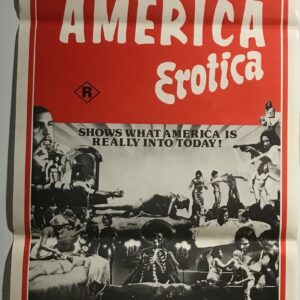 AMERICA
Erotica
R
SHOWS WHAT AMERICA IS
REALLY INTO TODAY!